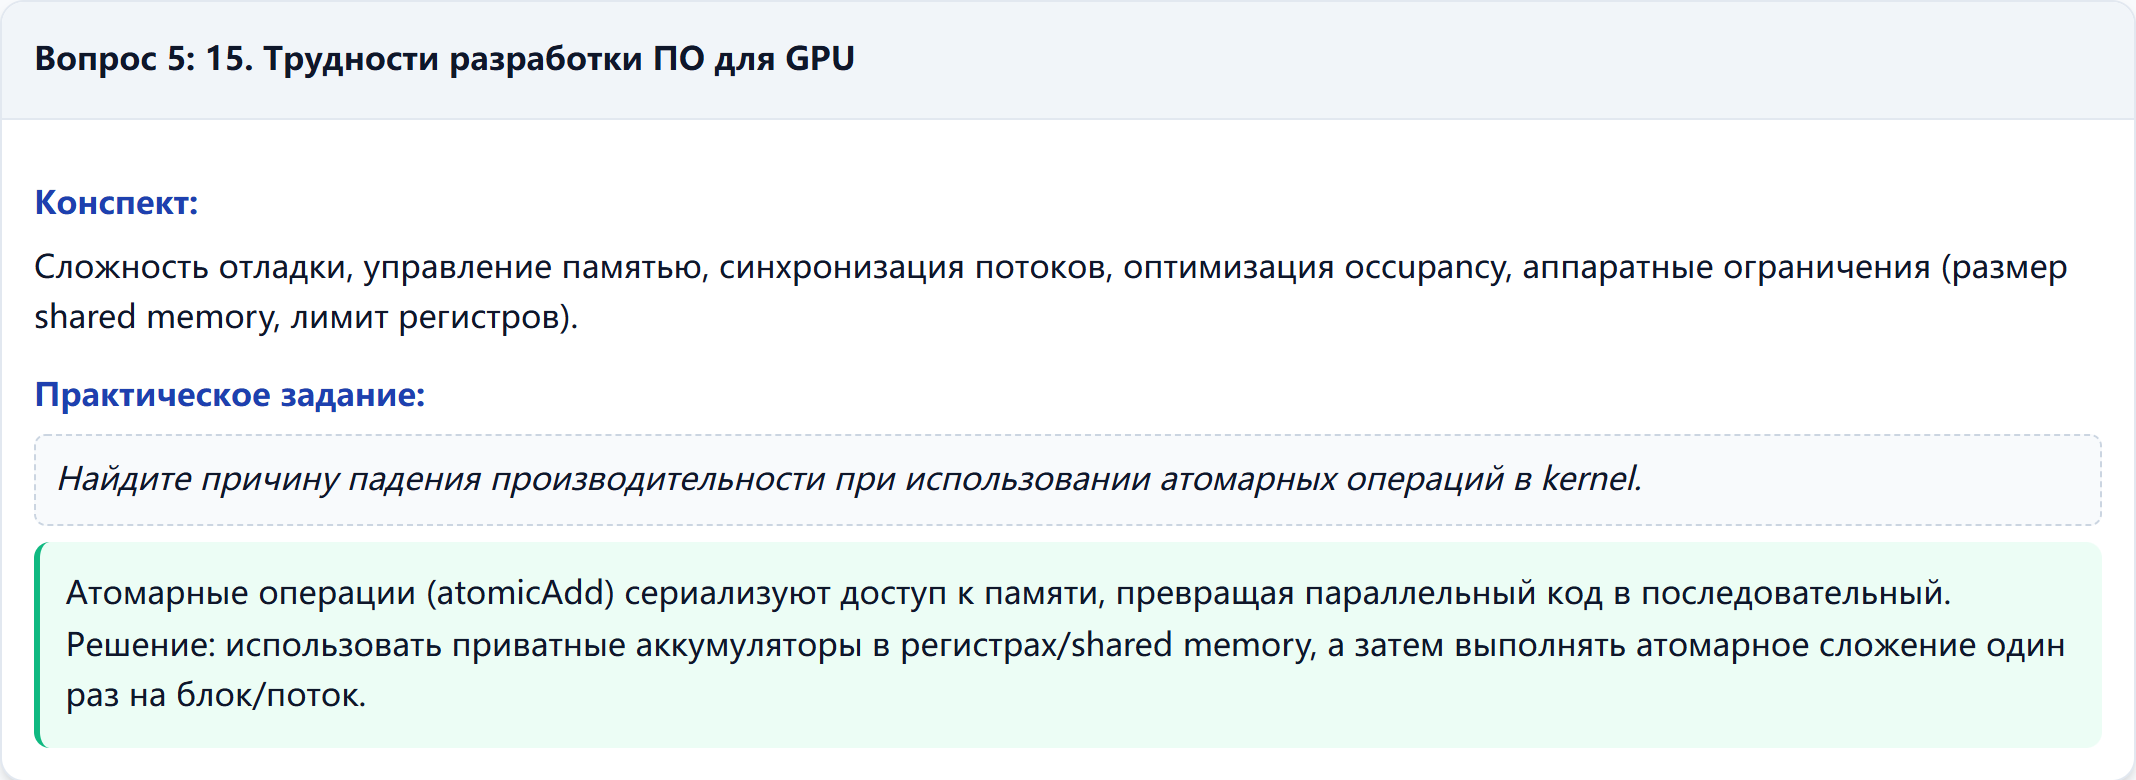 Вопрос 5: 15. Трудности разработки ПО для GPU
Конспект:
Сложность отладки, управление памятью, синхронизация потоков, оптимизация occupancy, аппаратные ограничения (размер
shared memory, лимит регистров).
Практическое задание:
Найдите причину падения производительности при использовании атомарных операций в kernel.
Атомарные операции (atomicAdd) сериализуют доступ к памяти, превращая параллельный код в последовательный.
Решение: использовать приватные аккумуляторы в регистрах/shared memory, а затем выполнять атомарное сложение один
раз на блок/поток.